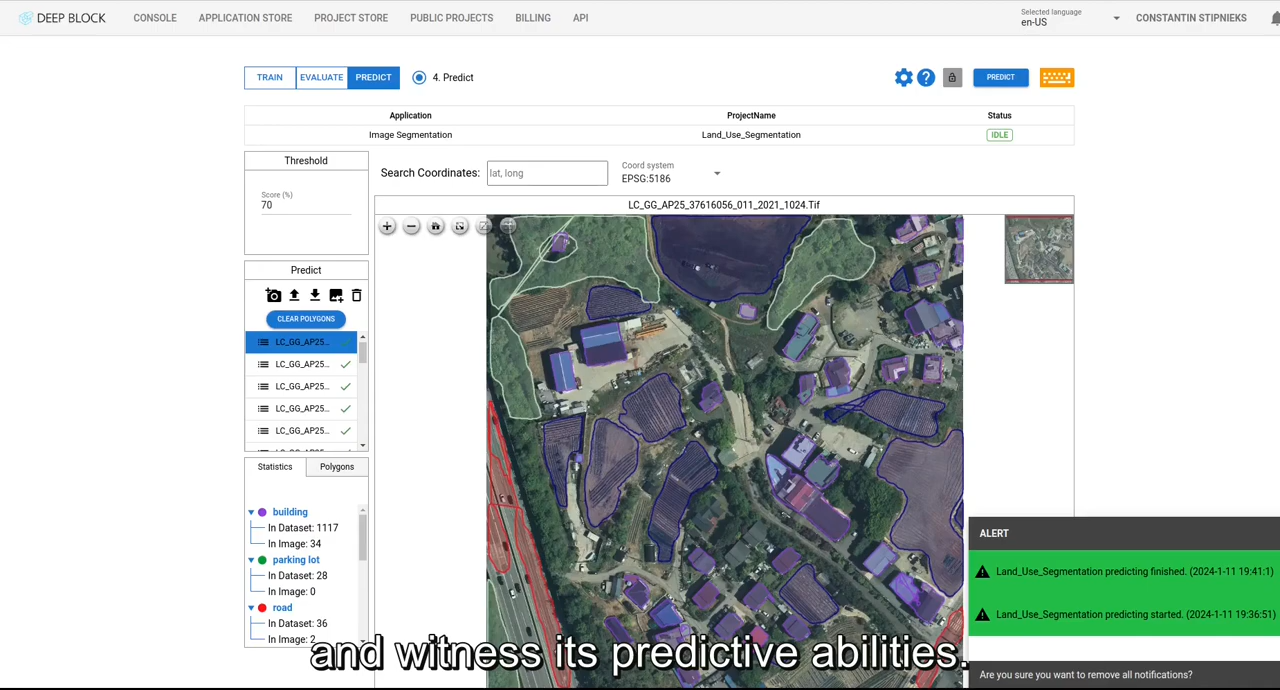 DEEP BLOCK
CONSOLE
APPLICATION STORE
PROJECT STORE
PUBLIC PROJECTS
BILLING
API
Selected language
en-US
CONSTANTIN STIPNIEKS
TRAIN
EVALUATE
PREDICT
4. Predict
PREDICT
Application
ProjectName
Status
Image Segmentation
Land_Use_Segmentation
IDLE
Threshold
Score (%)
70
Search Coordinates:
lat, long
Coord system
EPSG:5186
LC_GG_AP25_37616056_011_2021_1024.Tif
Predict
CLEAR POLYGONS
LC_GG_AP25...
LC_GG_AP25...
LC_GG_AP25...
LC_GG_AP25...
LC_GG_AP25...
Statistics
Polygons
building
In Dataset: 1117
In Image: 34
parking lot
In Dataset: 28
In Image: 0
road
In Dataset: 36
In Image: 2
ALERT
Land_Use_Segmentation predicting finished. (2024-1-11 19:41:1)
Land_Use_Segmentation predicting started. (2024-1-11 19:36:51)
Are you sure you want to remove all notifications?
and witness its predictive abilities.